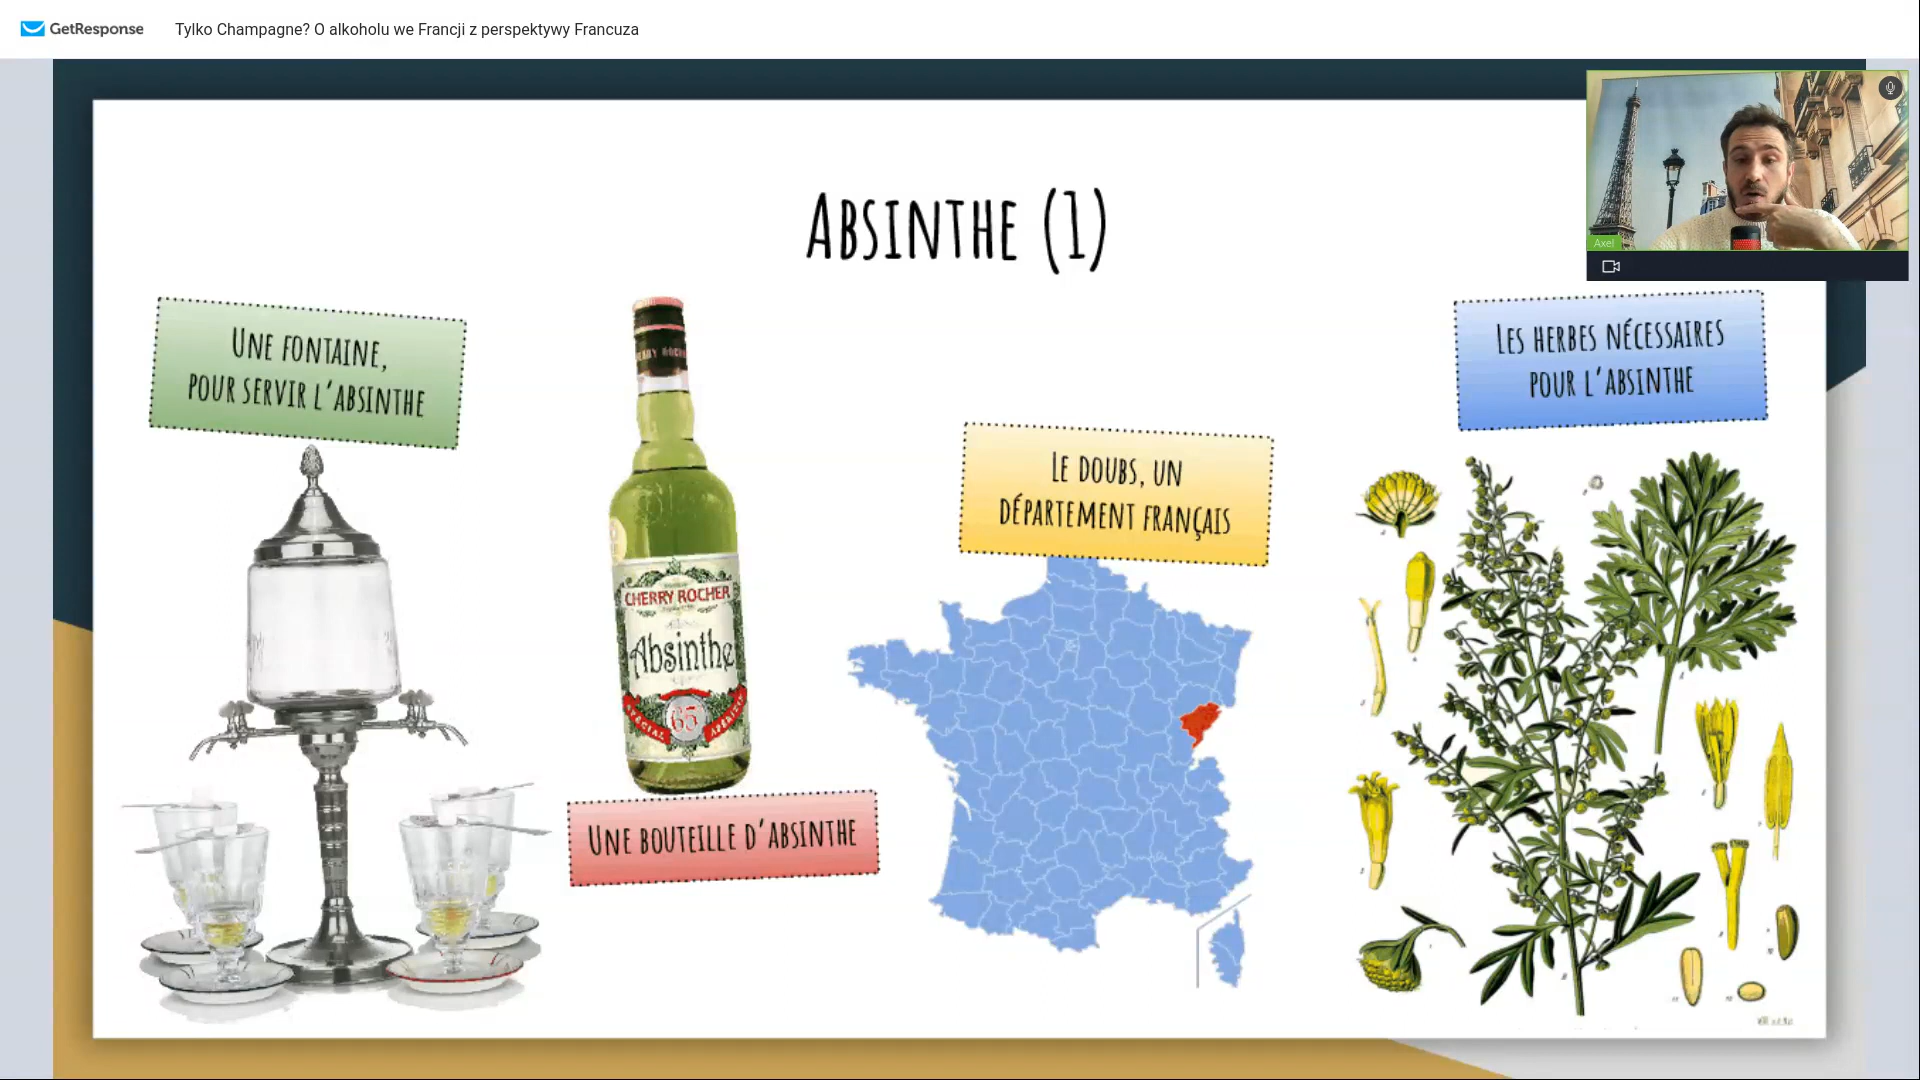 GetResponse
Tylko Champagne? O alkoholu we Francji z perspektywy Francuza
Axel
Absinthe (1)
Une fontaine,
pour servir l'absinthe
Cherry Rocher
Absinthe
65
Une bouteille d'absinthe
Le doubs, un
département français
Les herbes nécessaires
pour l'absinthe